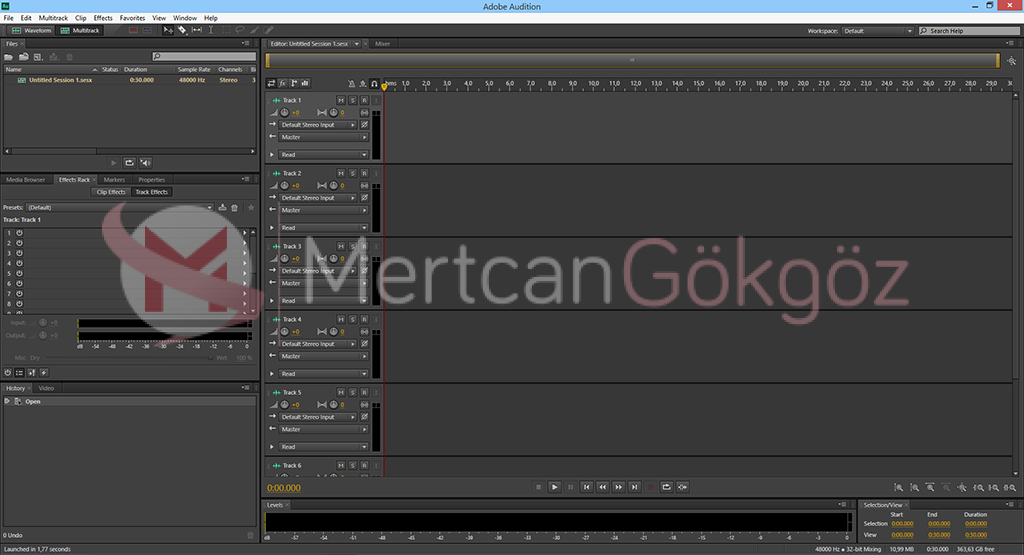 Adobe Audition
File Edit Multitrack Clip Effects Favorites View Window Help
Waveform Multitrack Workspace: Default Search Help
Files
Name Status Duration Sample Rate Channels Bi
Untitled Session 1.sesx 0:30.000 48000 Hz Stereo 3
Media Browser Effects Rack Markers Properties
Clip Effects Track Effects
Presets: (Default)
Track: Track 1
1
2
3
4
5
6
7
8
9
Input: +0
Output: +0
dB -54 -48 -42 -36 -30 -24 -18 -12 -6 0
Mix: Dry Wet 100 %
History Video
Open
0 Undo
Launched in 1,77 seconds
Editor: Untitled Session 1.sesx Mixer
hms 1.0 2.0 3.0 4.0 5.0 6.0 7.0 8.0 9.0 10.0 11.0 12.0 13.0 14.0 15.0 16.0 17.0 18.0 19.0 20.0 21.0 22.0 23.0 24.0 25.0 26.0 27.0 28.0 29.0 30
Track 1 M S R
+0 0
Default Stereo Input
Master
Read
Track 2 M S R
+0 0
Default Stereo Input
Master
Read
Track 3 M S R
+0 0
Default Stereo Input
Master
Read
MertcanGökgöz
Track 4 M S R
+0 0
Default Stereo Input
Master
Read
Track 5 M S R
+0 0
Default Stereo Input
Master
Read
Track 6 M S R
0:00.000
Levels
dB -57 -54 -51 -48 -45 -42 -39 -36 -33 -30 -27 -24 -21 -18 -15 -12 -9 -6 -3 0
Selection/View
Start End Duration
Selection 0:00.000 0:00.000 0:00.000
View 0:00.000 0:30.000 0:30.000
48000 Hz • 32-bit Mixing 10,99 MB 0:30.000 363,63 GB free